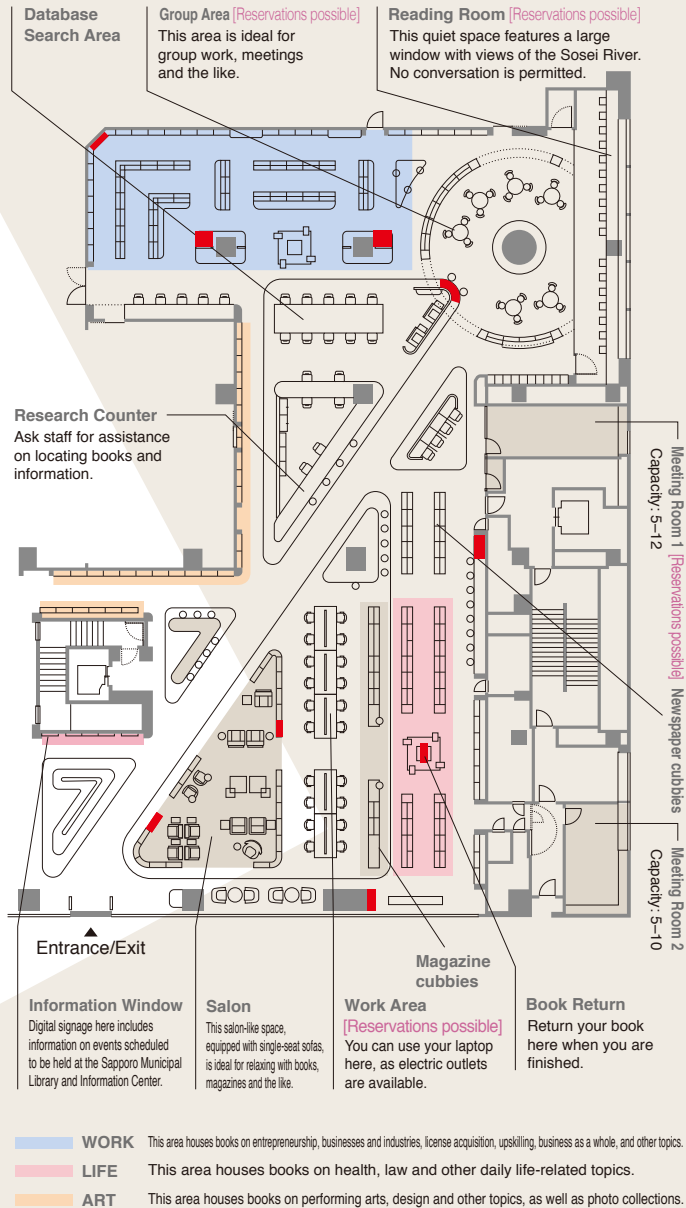 Database
Search Area
Group Area [Reservations possible]
This area is ideal for
group work, meetings
and the like.
Reading Room [Reservations possible]
This quiet space features a large
window with views of the Sosei River.
No conversation is permitted.
Research Counter
Ask staff for assistance
on locating books and
information.
Meeting Room 1 [Reservations possible]
Capacity: 5–12
Newspaper cubbies
Meeting Room 2
Capacity: 5–10
Entrance/Exit
Information Window
Digital signage here includes
information on events scheduled
to be held at the Sapporo Municipal
Library and Information Center.
Salon
This salon-like space,
equipped with single-seat sofas,
is ideal for relaxing with books,
magazines and the like.
Work Area
[Reservations possible]
You can use your laptop
here, as electric outlets
are available.
Magazine
cubbies
Book Return
Return your book
here when you are
finished.
WORK This area houses books on entrepreneurship, businesses and industries, license acquisition, upskilling, business as a whole, and other topics.
LIFE This area houses books on health, law and other daily life-related topics.
ART This area houses books on performing arts, design and other topics, as well as photo collections.